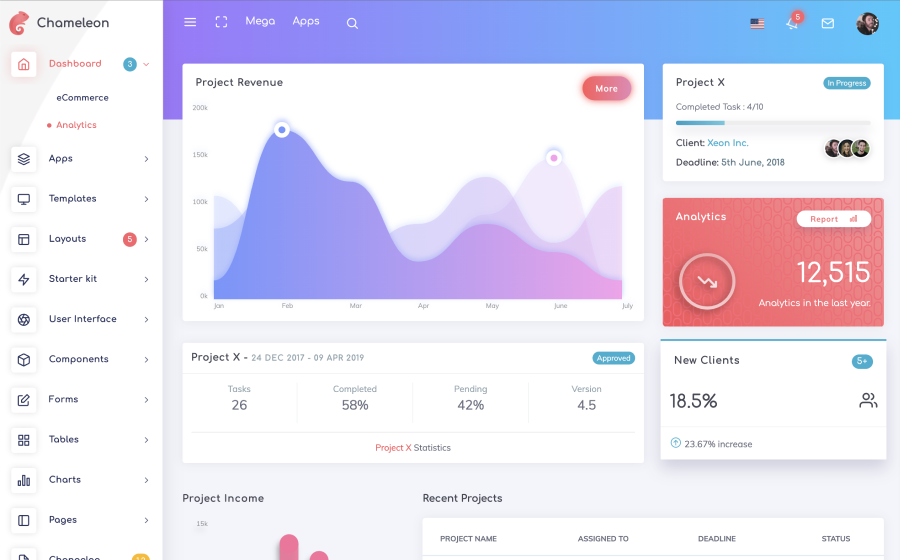 Chameleon
Mega Apps
5
Dashboard 3
eCommerce
Analytics
Apps
Templates
Layouts 5
Starter kit
User Interface
Components
Forms
Tables
Charts
Pages
Project Revenue
More
200k
150k
100k
50k
0k
Jan Feb Mar Apr May June July
Project X In Progress
Completed Task : 4/10
Client: Xeon Inc.
Deadline: 5th June, 2018
Analytics Report
12,515
Analytics in the last year.
Project X - 24 DEC 2017 - 09 APR 2019 Approved
Tasks Completed Pending Version
26 58% 42% 4.5
Project X Statistics
New Clients 5+
18.5%
23.67% increase
Project Income
15k
Recent Projects
PROJECT NAME ASSIGNED TO DEADLINE STATUS